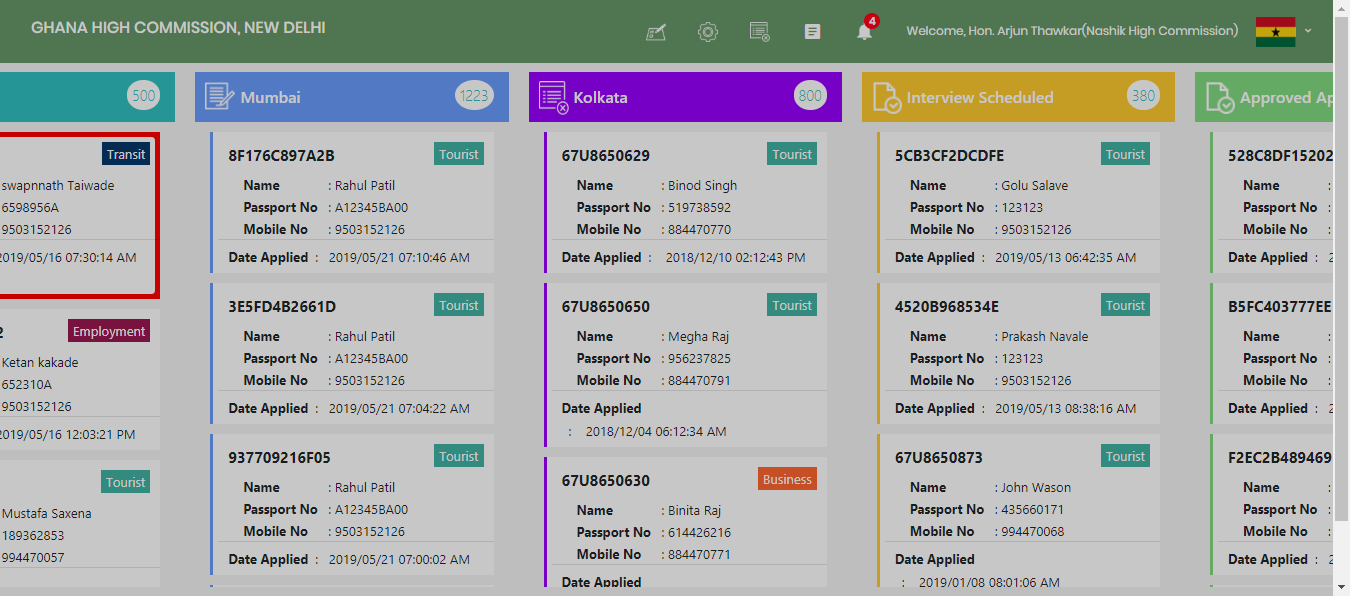 GHANA HIGH COMMISSION, NEW DELHI
4
Welcome, Hon. Arjun Thawkar(Nashik High Commission)
500
Transit
swapnnath Taiwade
6598956A
9503152126
2019/05/16 07:30:14 AM
2
Employment
Ketan kakade
652310A
9503152126
2019/05/16 12:03:21 PM
Tourist
Mustafa Saxena
189362853
994470057
Mumbai 1223
8F176C897A2B Tourist
Name : Rahul Patil
Passport No : A12345BA00
Mobile No : 9503152126
Date Applied : 2019/05/21 07:10:46 AM
3E5FD4B2661D Tourist
Name : Rahul Patil
Passport No : A12345BA00
Mobile No : 9503152126
Date Applied : 2019/05/21 07:04:22 AM
937709216F05 Tourist
Name : Rahul Patil
Passport No : A12345BA00
Mobile No : 9503152126
Date Applied : 2019/05/21 07:00:02 AM
Kolkata 800
67U8650629 Tourist
Name : Binod Singh
Passport No : 519738592
Mobile No : 884470770
Date Applied : 2018/12/10 02:12:43 PM
67U8650650 Tourist
Name : Megha Raj
Passport No : 956237825
Mobile No : 884470791
Date Applied
: 2018/12/04 06:12:34 AM
67U8650630 Business
Name : Binita Raj
Passport No : 614426216
Mobile No : 884470771
Date Applied
Interview Scheduled 380
5CB3CF2DCDFE Tourist
Name : Golu Salave
Passport No : 123123
Mobile No : 9503152126
Date Applied : 2019/05/13 06:42:35 AM
4520B968534E Tourist
Name : Prakash Navale
Passport No : 123123
Mobile No : 9503152126
Date Applied : 2019/05/13 08:38:16 AM
67U8650873 Tourist
Name : John Wason
Passport No : 435660171
Mobile No : 994470068
Date Applied
: 2019/01/08 08:01:06 AM
Approved Ap
528C8DF15202
Name :
Passport No :
Mobile No :
Date Applied : 2
B5FC403777EE
Name :
Passport No :
Mobile No :
Date Applied : 2
F2EC2B489469
Name :
Passport No :
Mobile No :
Date Applied : 2